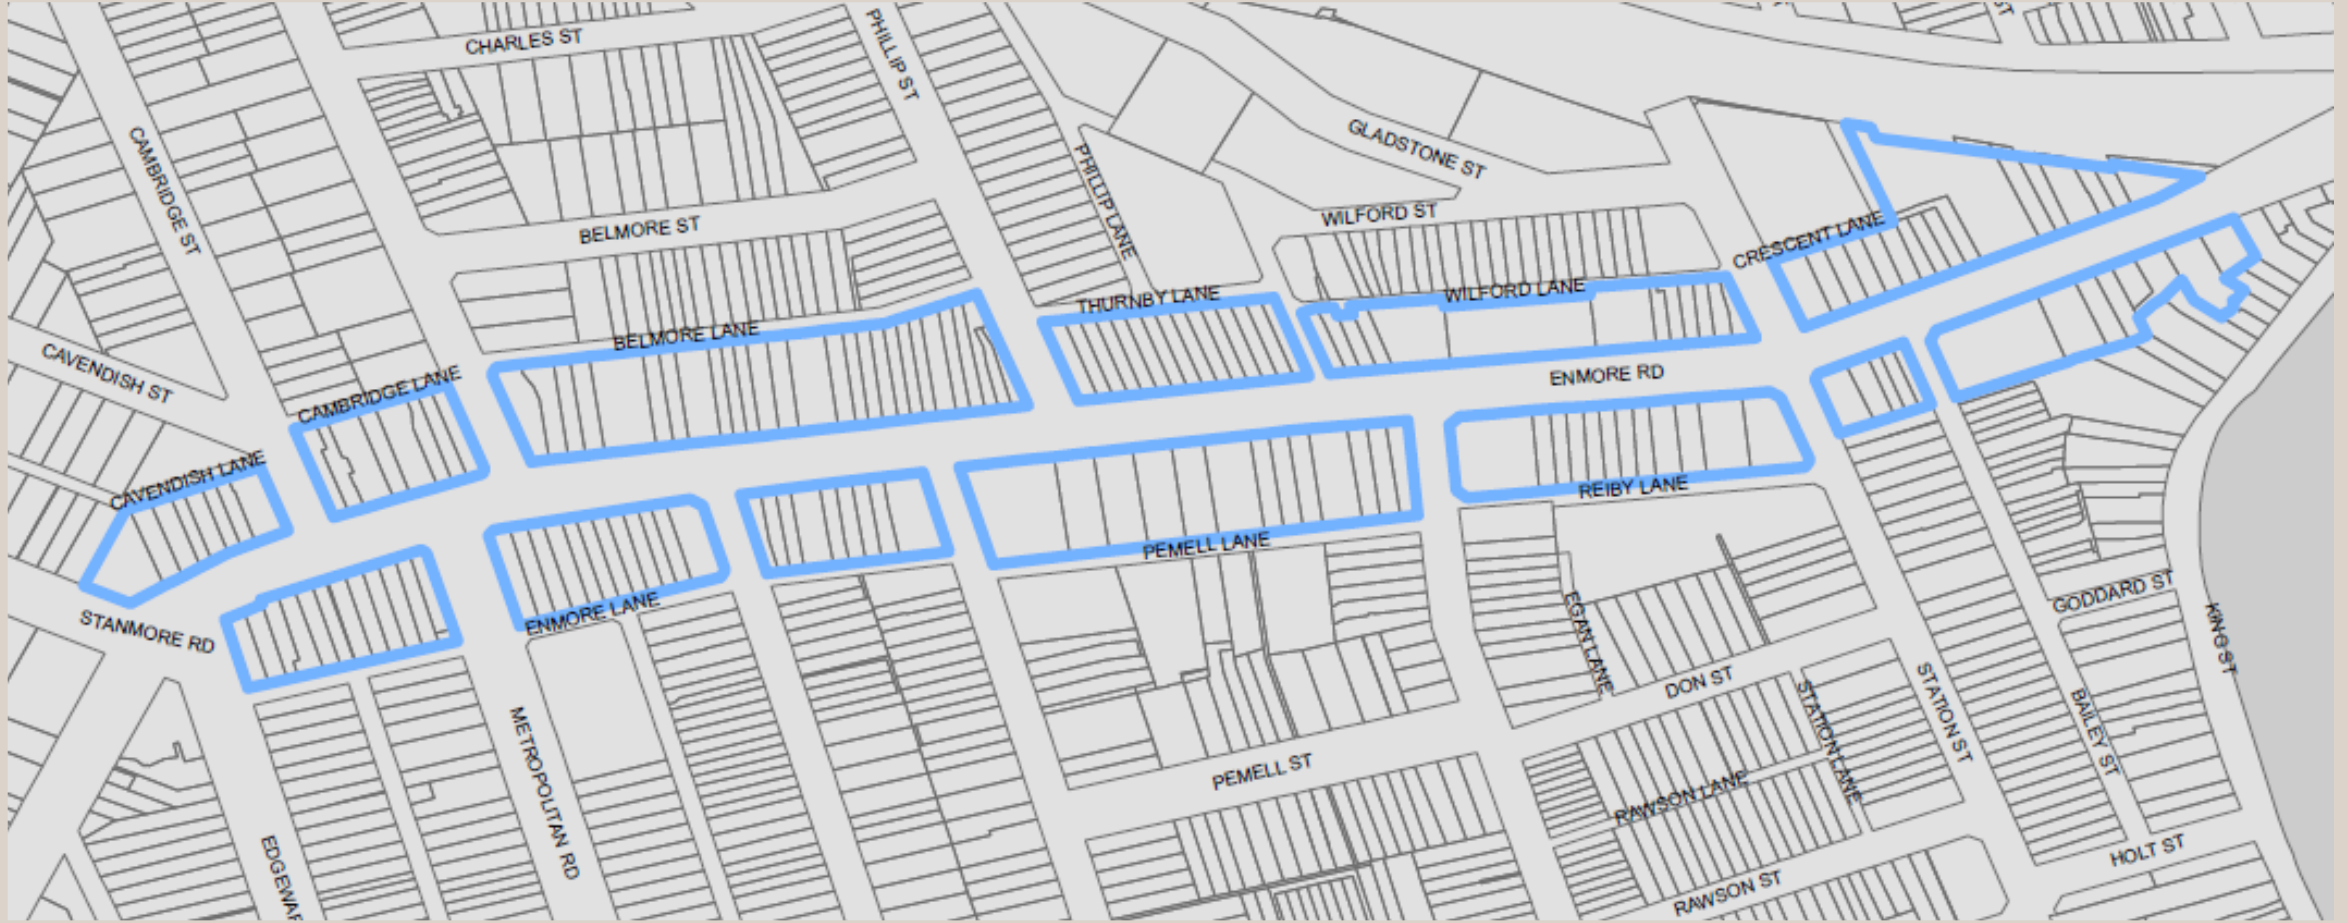 CHARLES ST
PHILLIP ST
ST
CAMBRIDGE ST
GLADSTONE ST
PHILLIP LANE
BELMORE ST
WILFORD ST
CRESCENT LANE
THURNBY LANE
WILFORD LANE
BELMORE LANE
CAVENDISH ST
CAMBRIDGE LANE
ENMORE RD
CAVENDISH LANE
REIBY LANE
PEMELL LANE
STANMORE RD
ENMORE LANE
EGAN LANE
GODDARD ST
KING ST
DON ST
STATION LANE
STATION ST
BAILEY ST
METROPOLITAN RD
PEMELL ST
RAWSON LANE
EDGEWAR
HOLT ST
RAWSON ST